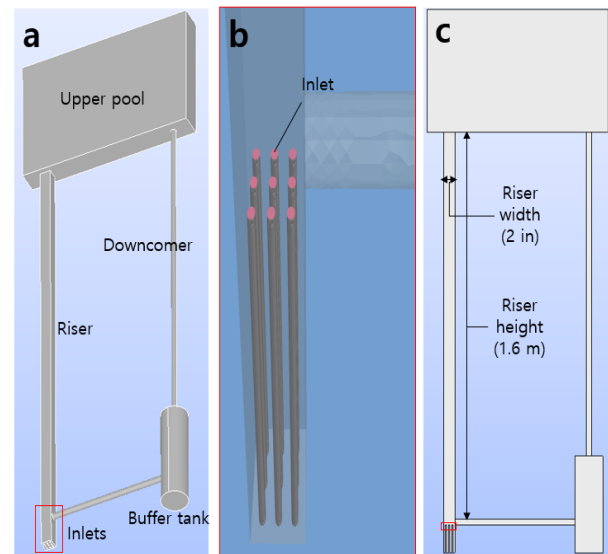 a
Upper pool
Downcomer
Riser
Inlets
Buffer tank
b
Inlet
c
Riser
width
(2 in)
Riser
height
(1.6 m)